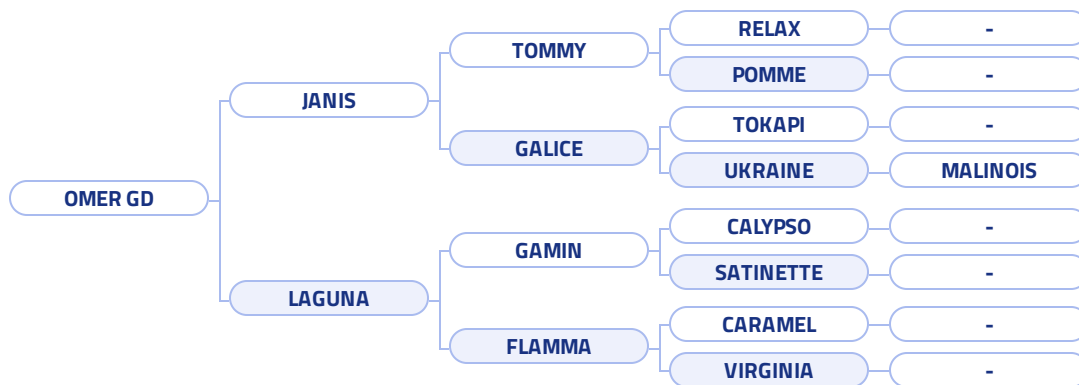 RELAX -
TOMMY
POMME -
JANIS
TOKAPI -
GALICE
UKRAINE MALINOIS
OMER GD
CALYPSO -
GAMIN
SATINETTE -
LAGUNA
CARAMEL -
FLAMMA
VIRGINIA -